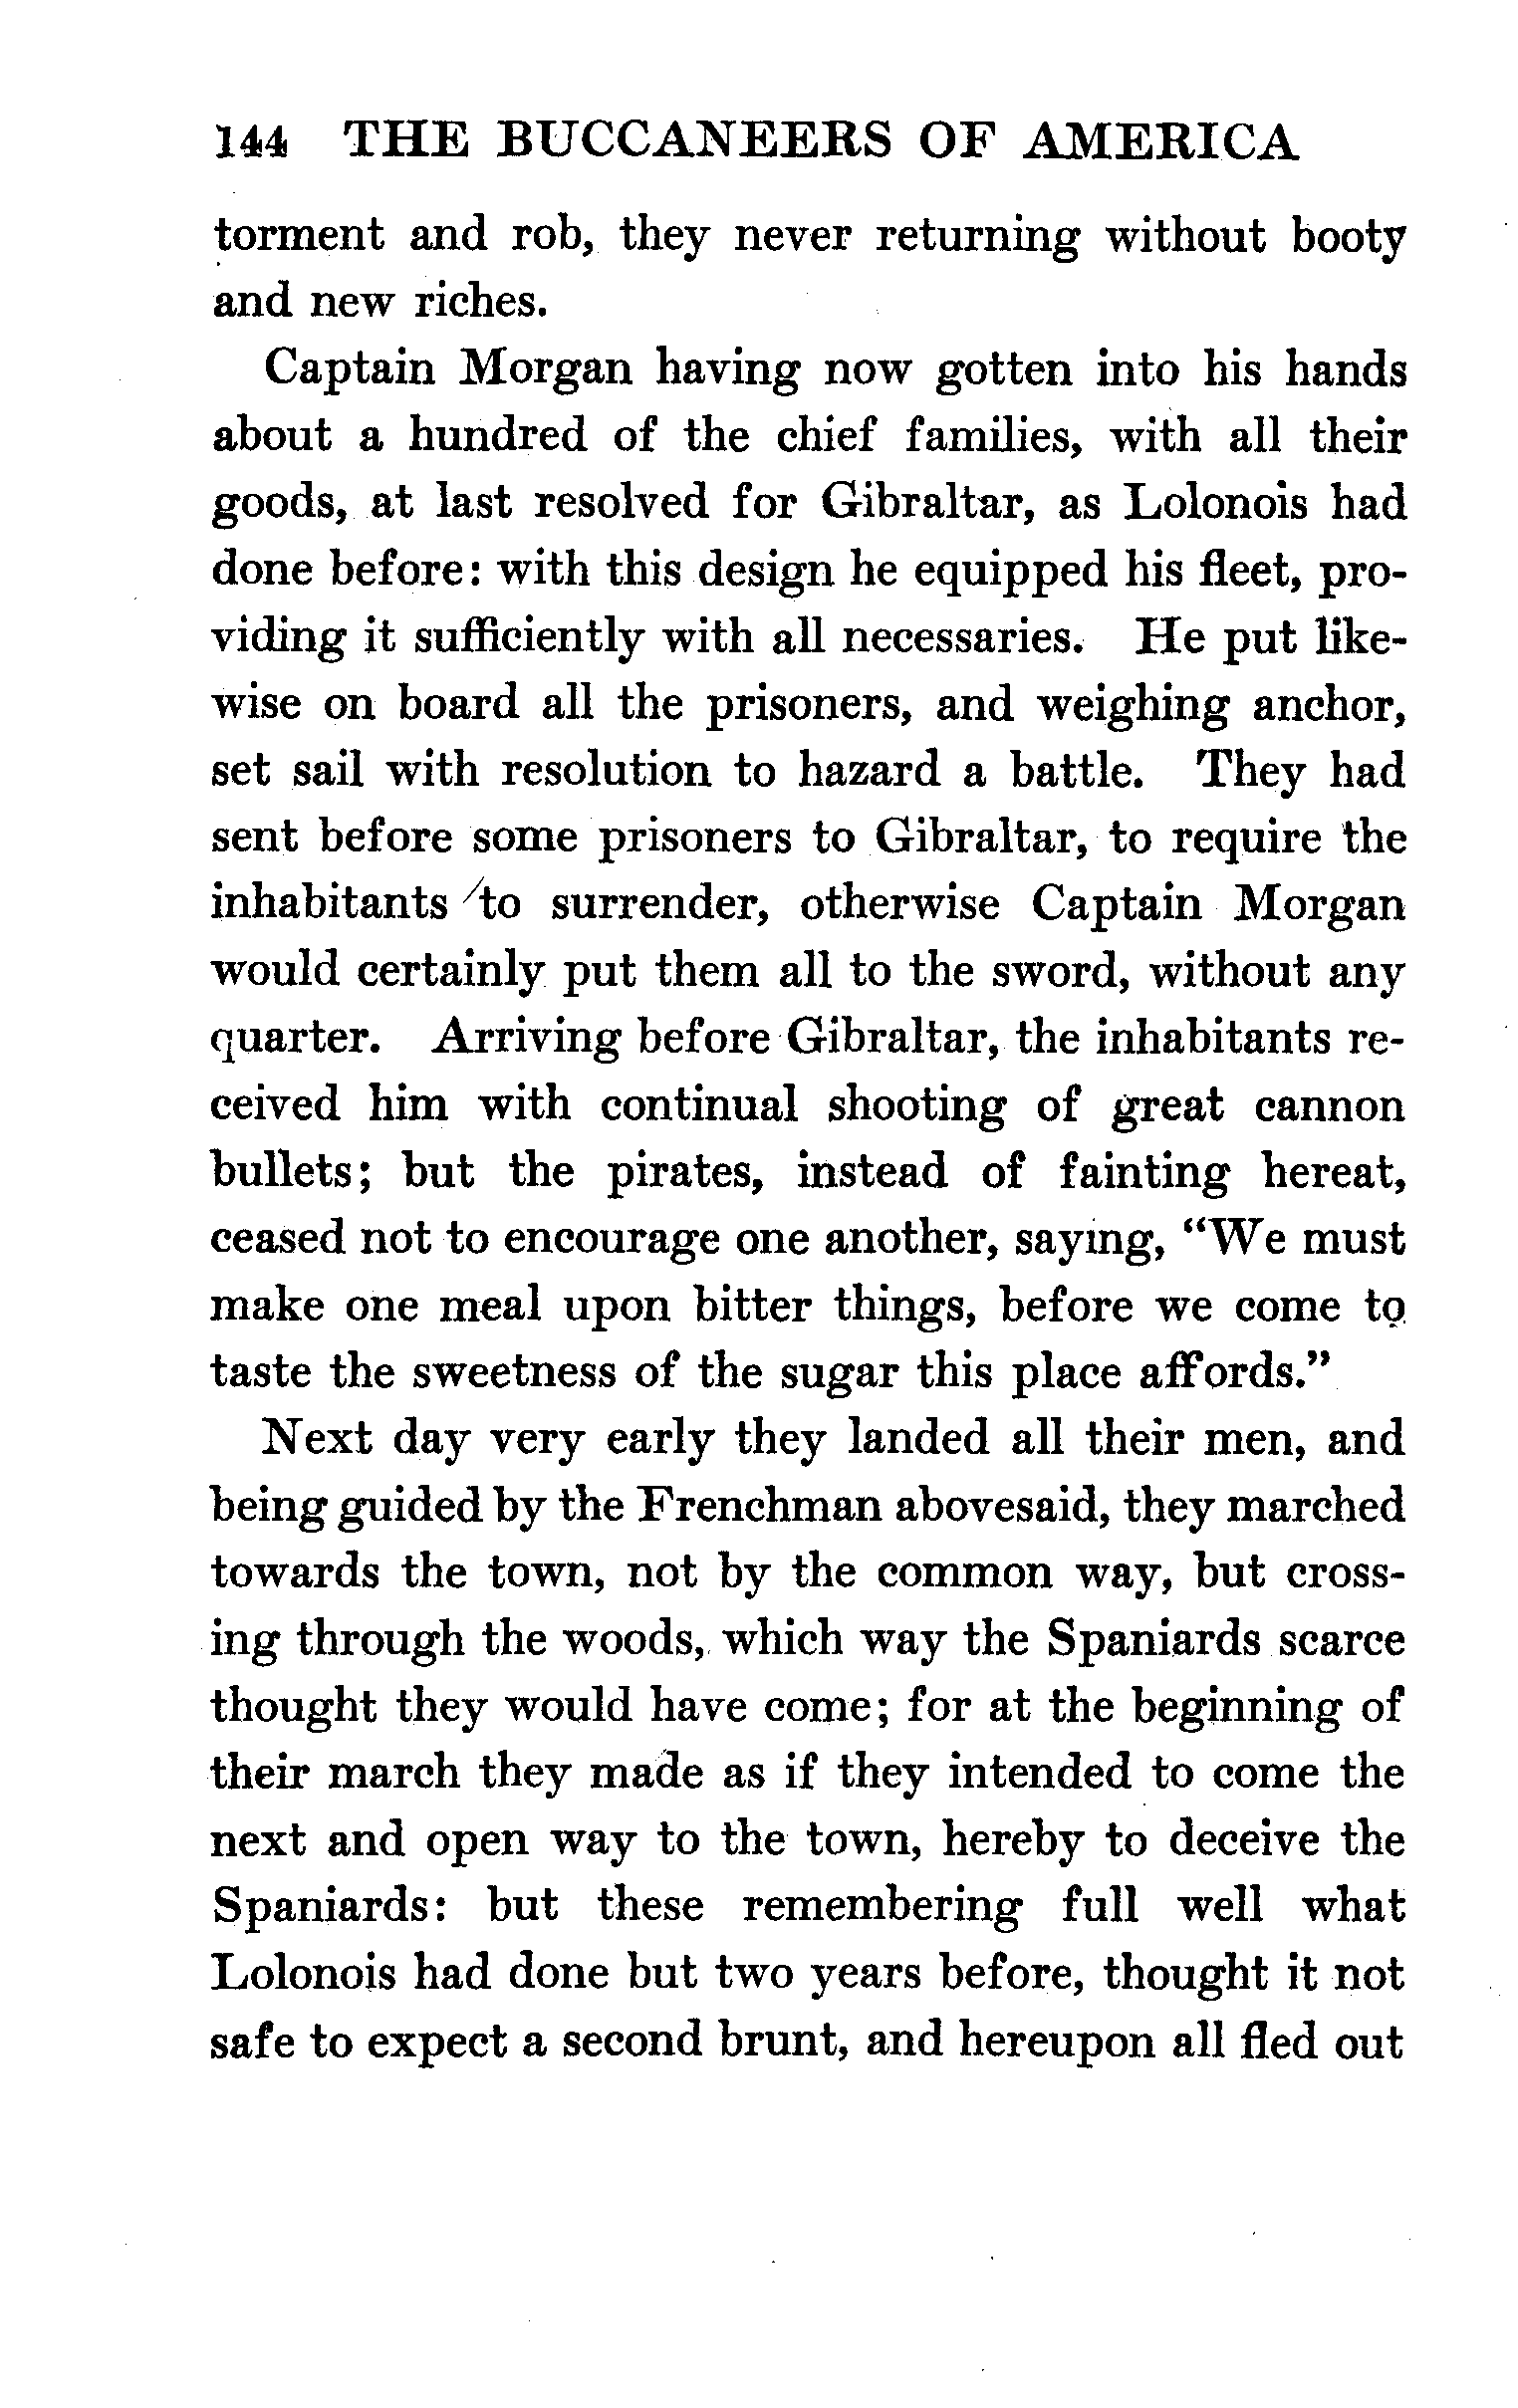 144 THE BUCCANEERS OF AMERICA
torment and rob, they never returning without booty
and new riches.
Captain Morgan having now gotten into his hands
about a hundred of the chief families, with all their
goods, at last resolved for Gibraltar, as Lolonois had
done before: with this design he equipped his fleet, pro-
viding it sufficiently with all necessaries. He put like-
wise on board all the prisoners, and weighing anchor,
set sail with resolution to hazard a battle. They had
sent before some prisoners to Gibraltar, to require the
inhabitants to surrender, otherwise Captain Morgan
would certainly put them all to the sword, without any
quarter. Arriving before Gibraltar, the inhabitants re-
ceived him with continual shooting of great cannon
bullets; but the pirates, instead of fainting hereat,
ceased not to encourage one another, saying, "We must
make one meal upon bitter things, before we come to
taste the sweetness of the sugar this place affords."
Next day very early they landed all their men, and
being guided by the Frenchman abovesaid, they marched
towards the town, not by the common way, but cross-
ing through the woods, which way the Spaniards scarce
thought they would have come; for at the beginning of
their march they made as if they intended to come the
next and open way to the town, hereby to deceive the
Spaniards: but these remembering full well what
Lolonois had done but two years before, thought it not
safe to expect a second brunt, and hereupon all fled out